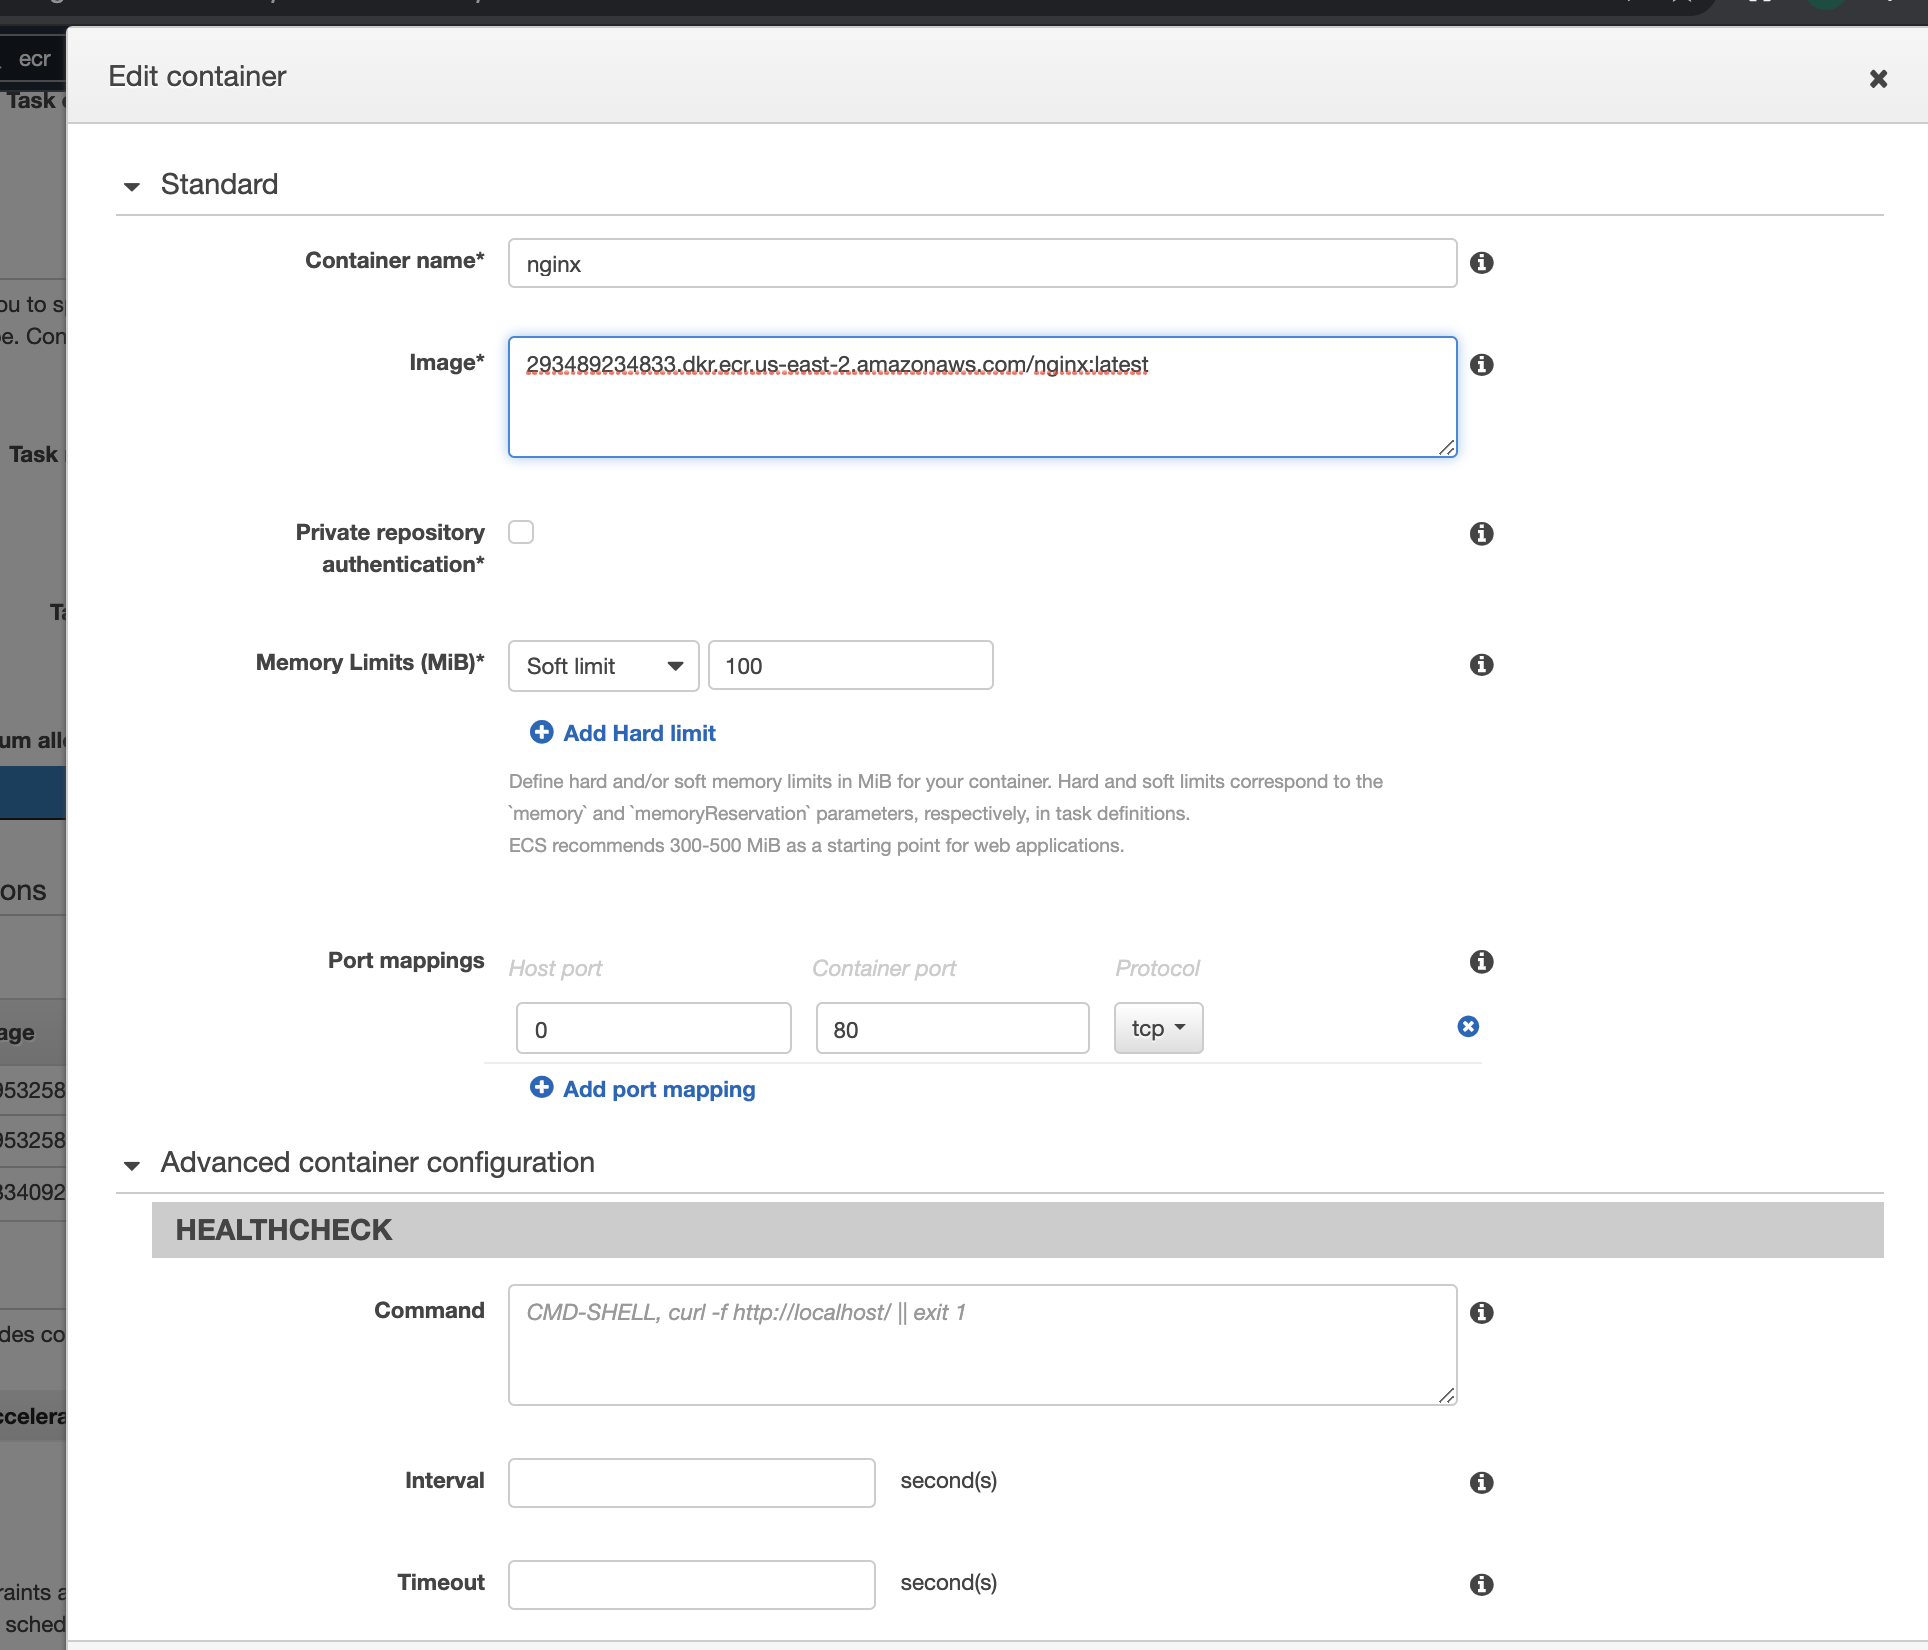 ecr
Edit container
Task
Standard
Container name*
nginx
ou to s
e. Con
Image*
293489234833.dkr.ecr.us-east-2.amazonaws.com/nginx:latest
Task
Private repository
authentication*
Ta
Memory Limits (MiB)*
Soft limit
100
Add Hard limit
um all
Define hard and/or soft memory limits in MiB for your container. Hard and soft limits correspond to the
`memory` and `memoryReservation` parameters, respectively, in task definitions.
ECS recommends 300-500 MiB as a starting point for web applications.
ons
Port mappings
Host port
Container port
Protocol
0
80
tcp
age
Add port mapping
953258
953258
Advanced container configuration
334092
HEALTHCHECK
Command
CMD-SHELL, curl -f http://localhost/ || exit 1
des co
ccelera
Interval
second(s)
Timeout
second(s)
raints a
sched